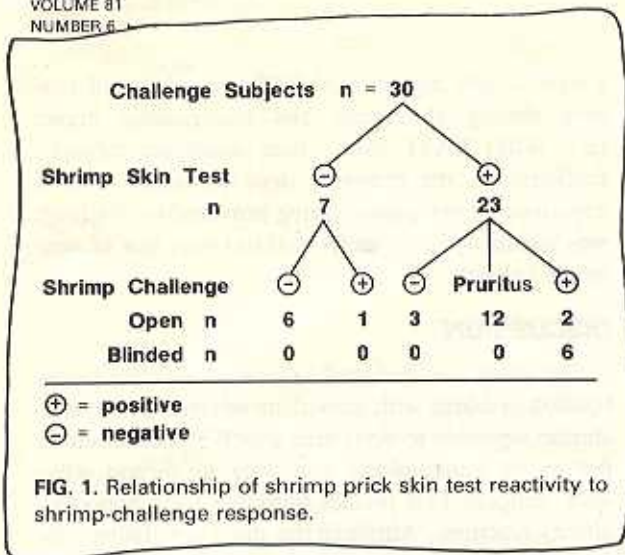 VOLUME 81
NUMBER 6
Challenge Subjects n = 30
Shrimp Skin Test ⊖ ⊕
n 7 23
Shrimp Challenge ⊖ ⊕ ⊖ Pruritus ⊕
Open n 6 1 3 12 2
Blinded n 0 0 0 0 6
⊕ = positive
⊖ = negative
FIG. 1. Relationship of shrimp prick skin test reactivity to
shrimp-challenge response.